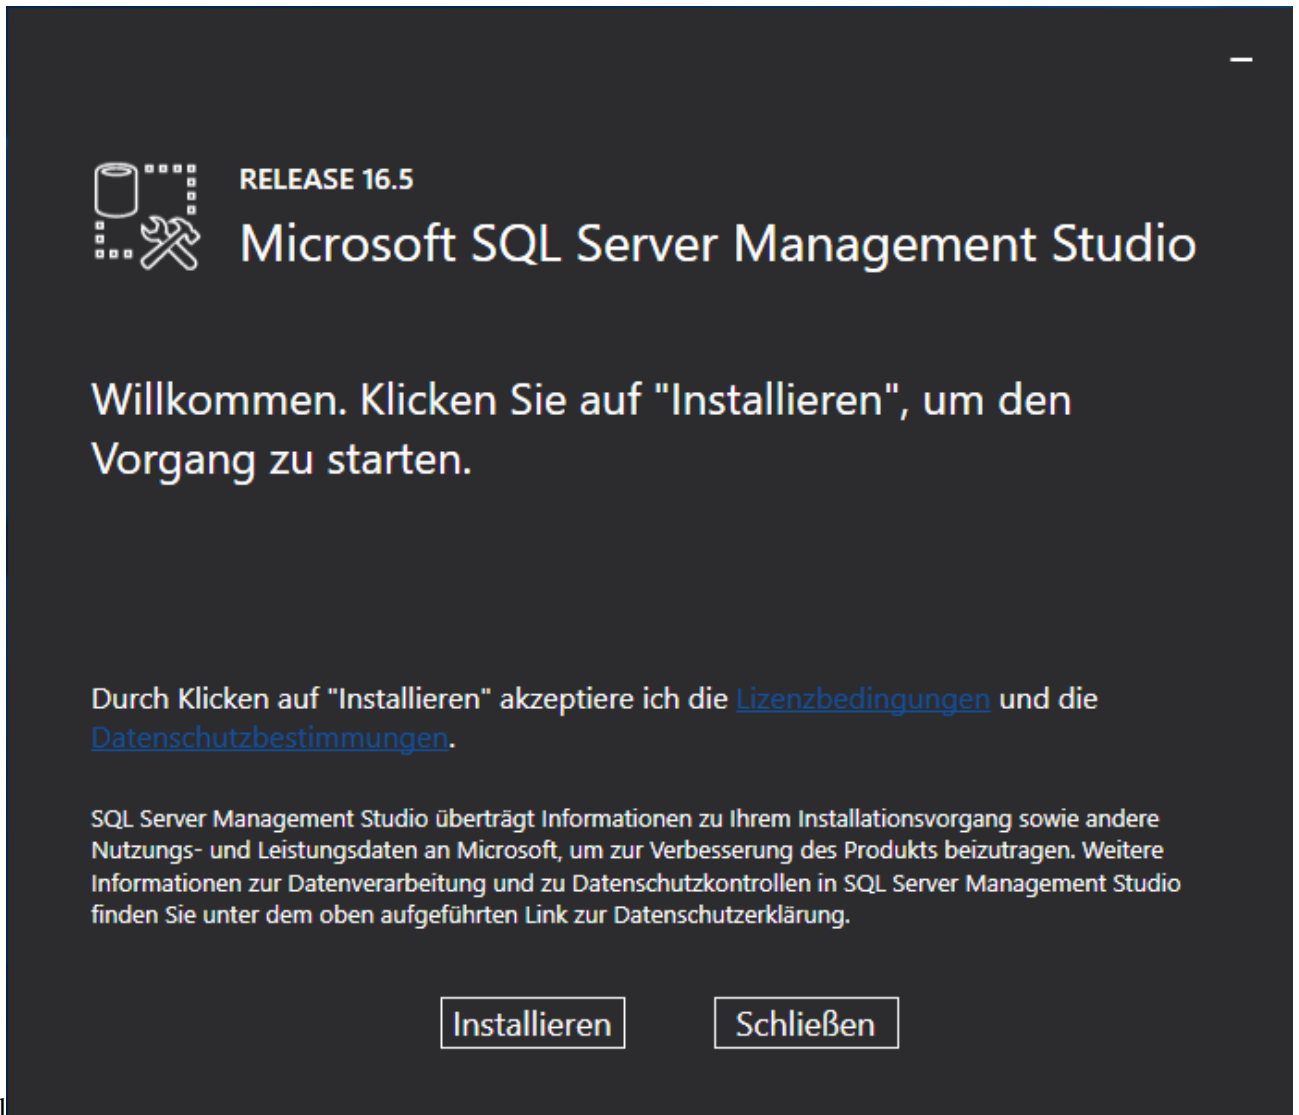 RELEASE 16.5
Microsoft SQL Server Management Studio
Willkommen. Klicken Sie auf "Installieren", um den
Vorgang zu starten.
Durch Klicken auf "Installieren" akzeptiere ich die Lizenzbedingungen und die
Datenschutzbestimmungen.
SQL Server Management Studio überträgt Informationen zu Ihrem Installationsvorgang sowie andere
Nutzungs- und Leistungsdaten an Microsoft, um zur Verbesserung des Produkts beizutragen. Weitere
Informationen zur Datenverarbeitung und zu Datenschutzkontrollen in SQL Server Management Studio
finden Sie unter dem oben aufgeführten Link zur Datenschutzerklärung.
Installieren Schließen